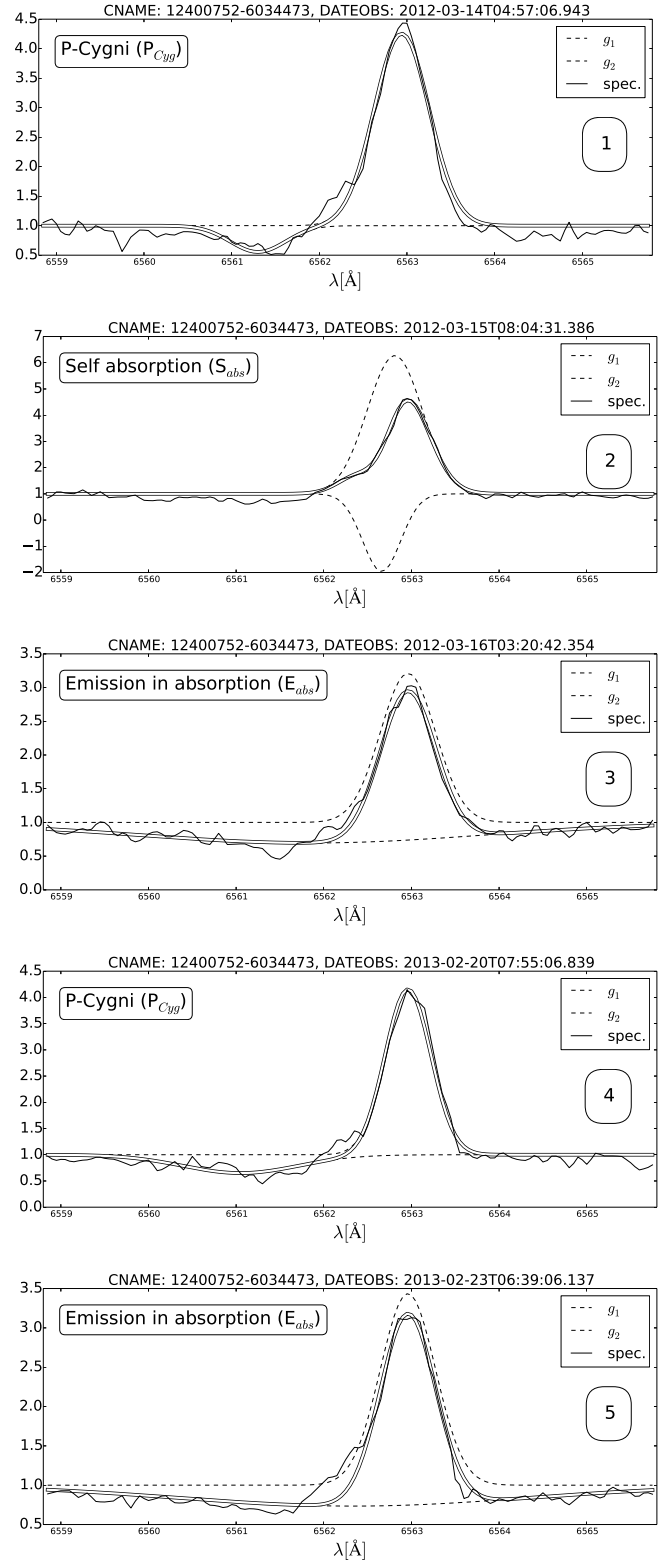 CNAME: 12400752-6034473, DATEOBS: 2012-03-14T04:57:06.943
4.5
4.0
3.5
3.0
2.5
2.0
1.5
1.0
0.5
P-Cygni (P_Cyg)
g₁
g₂
spec.
1
6559 6560 6561 6562 6563 6564 6565
λ[Å]
CNAME: 12400752-6034473, DATEOBS: 2012-03-15T08:04:31.386
7
6
5
4
3
2
1
0
−1
−2
Self absorption (S_abs)
g₁
g₂
spec.
2
6559 6560 6561 6562 6563 6564 6565
λ[Å]
CNAME: 12400752-6034473, DATEOBS: 2012-03-16T03:20:42.354
3.5
3.0
2.5
2.0
1.5
1.0
0.5
0.0
Emission in absorption (E_abs)
g₁
g₂
spec.
3
6559 6560 6561 6562 6563 6564 6565
λ[Å]
CNAME: 12400752-6034473, DATEOBS: 2013-02-20T07:55:06.839
4.5
4.0
3.5
3.0
2.5
2.0
1.5
1.0
0.5
0.0
P-Cygni (P_Cyg)
g₁
g₂
spec.
4
6559 6560 6561 6562 6563 6564 6565
λ[Å]
CNAME: 12400752-6034473, DATEOBS: 2013-02-23T06:39:06.137
3.5
3.0
2.5
2.0
1.5
1.0
0.5
Emission in absorption (E_abs)
g₁
g₂
spec.
5
6559 6560 6561 6562 6563 6564 6565
λ[Å]